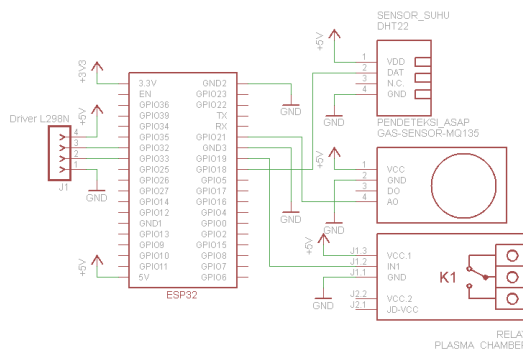 SENSOR_SUHU
DHT22
+5V
1 VDD
2 DAT
3 N.C.
4 GND
GND
PENDETEKSI_ASAP
GAS-SENSOR-MQ135
+5V
1 VCC
2 GND
3 DO
4 AO
GND
+3V3
+5V
Driver L298N
4
3
2
1
J1
GND
+5V
3.3V
EN
GPIO36
GPIO39
GPIO34
GPIO35
GPIO32
GPIO33
GPIO25
GPIO26
GPIO27
GPIO14
GPIO12
GND1
GPIO13
GPIO9
GPIO10
GPIO11
5V
GND2
GPIO23
GPIO22
TX
RX
GPIO21
GND3
GPIO19
GPIO18
GPIO5
GPIO17
GPIO16
GPIO4
GPIO0
GPIO2
GPIO15
GPIO8
GPIO7
GPIO6
ESP32
GND
GND
+5V
J1.3 VCC.1
J1.2 IN1
J1.1 GND
J2.2 VCC.2
J2.1 JD-VCC
GND
K1
RELAY
PLASMA_CHAMBER